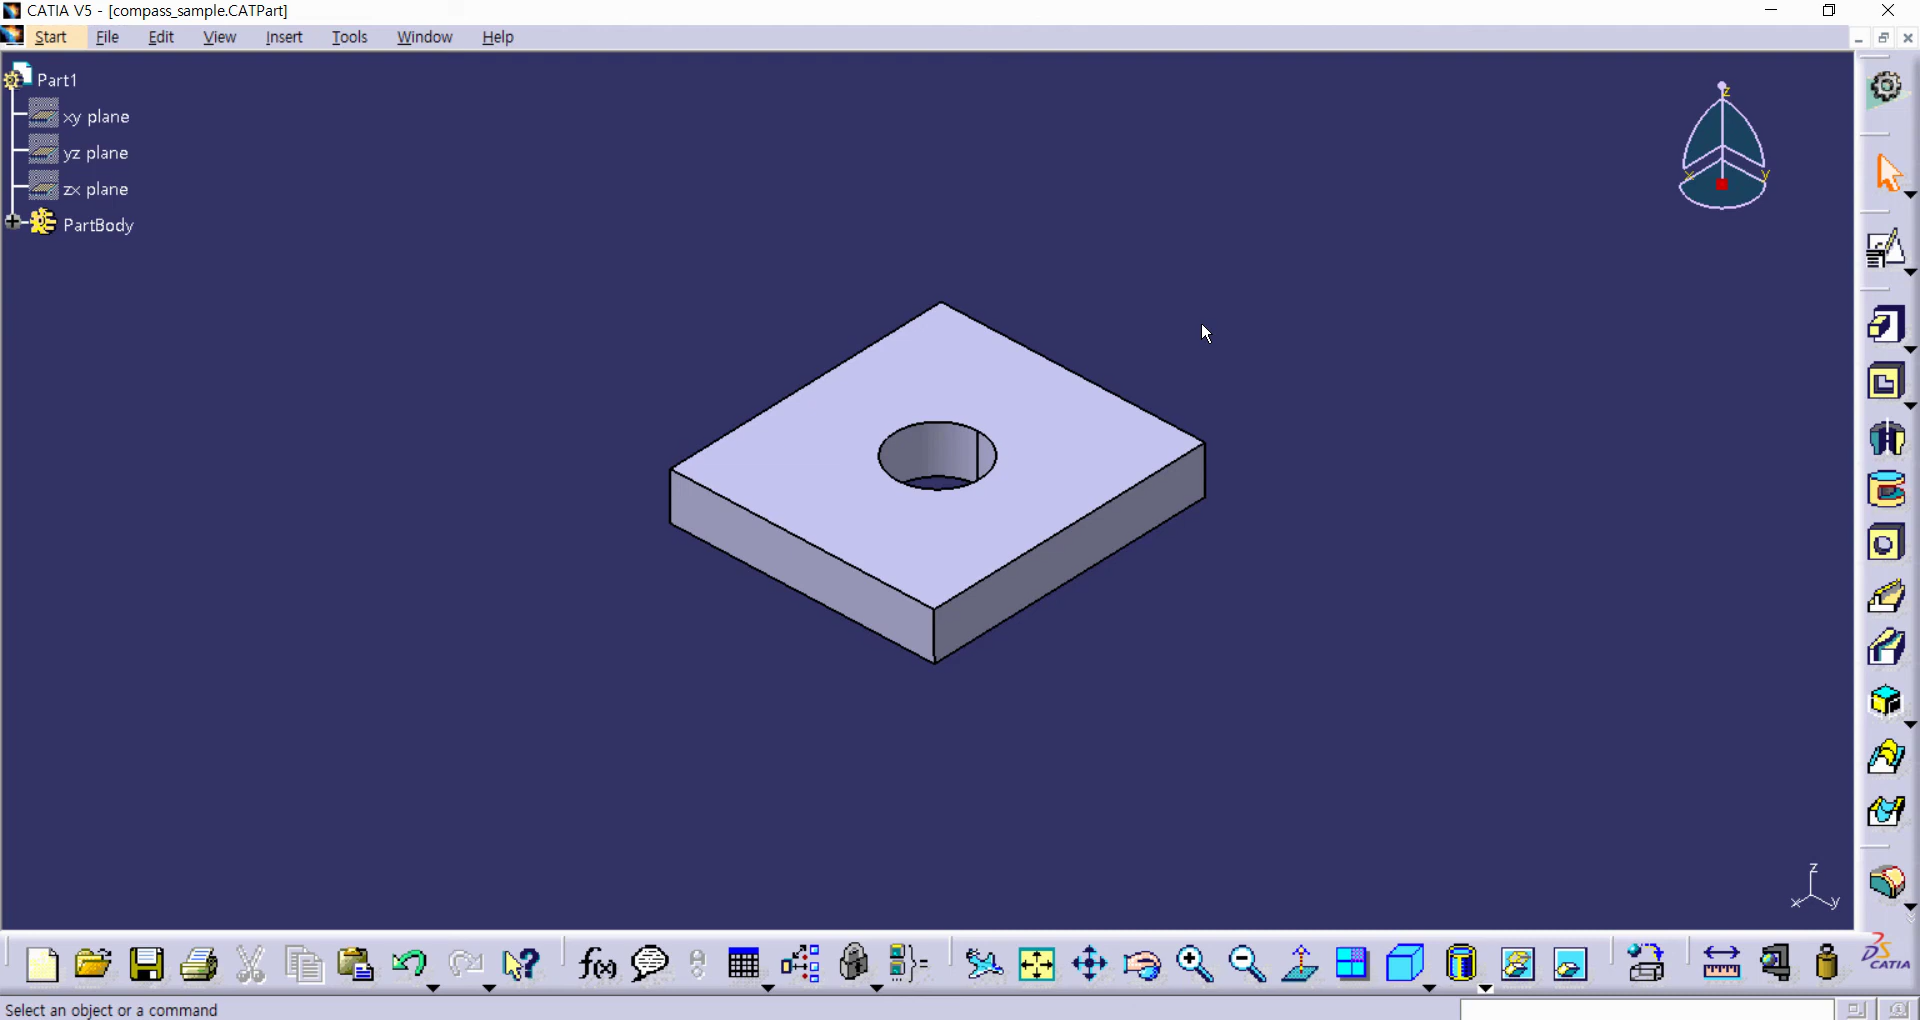 CATIA V5 - [compass_sample.CATPart]
Start File Edit View Insert Tools Window Help
Part1
xy plane
yz plane
zx plane
PartBody
z
x y
z
x y
f(x)
CATIA
Select an object or a command